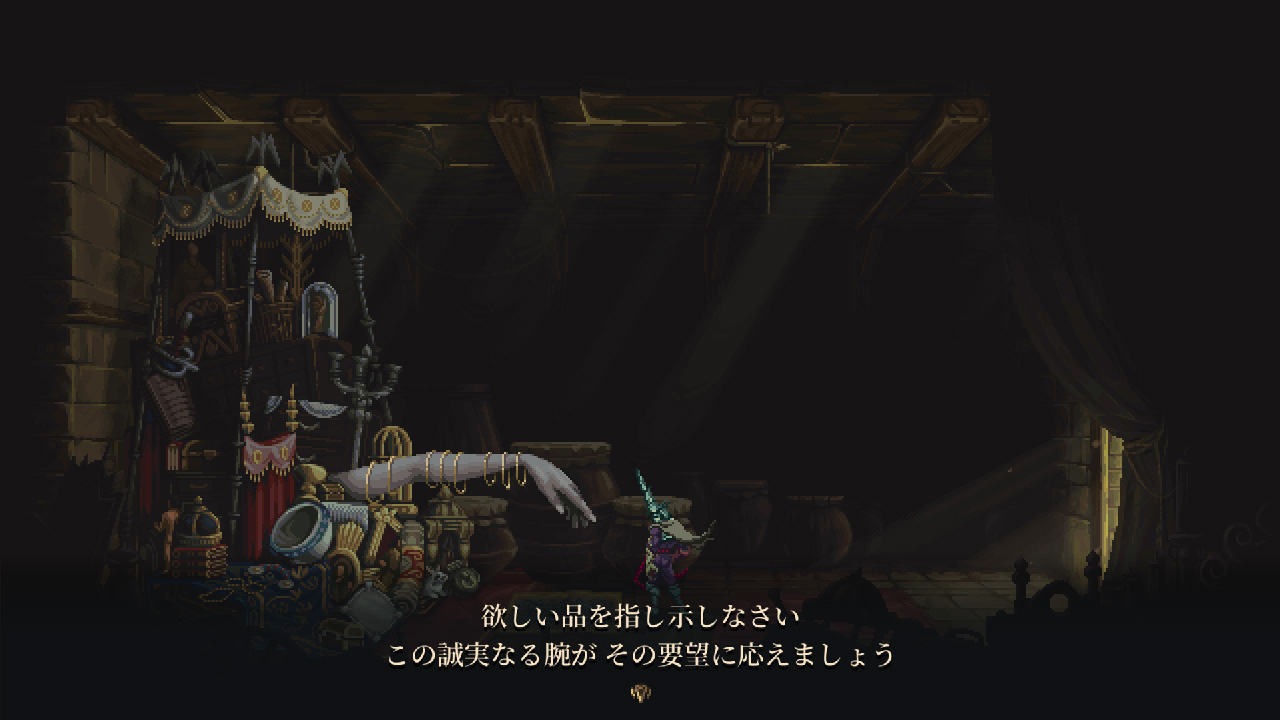 欲しい品を指し示しなさい
この誠実なる腕が その要望に応えましょう